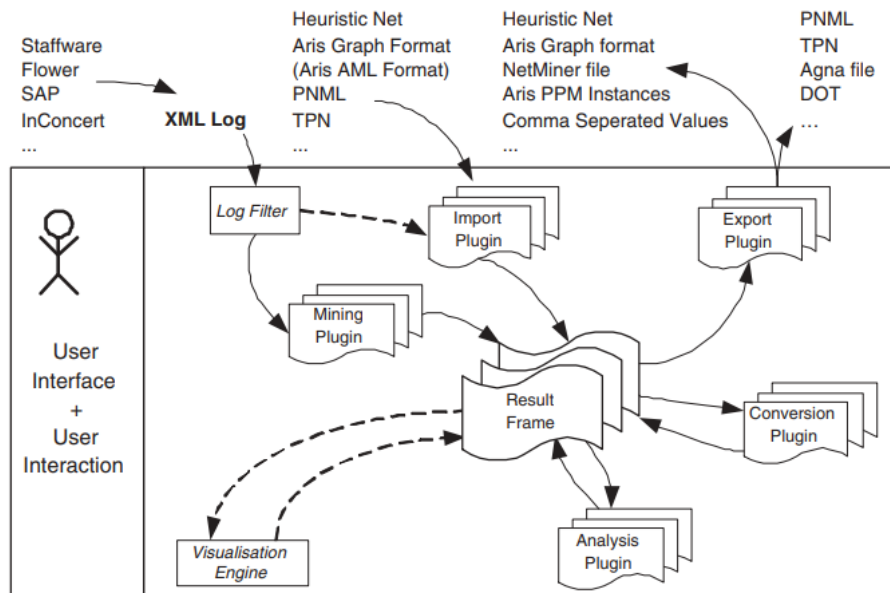 Staffware
Flower
SAP
InConcert
...
XML Log
Heuristic Net
Aris Graph Format
(Aris AML Format)
PNML
TPN
...
Heuristic Net
Aris Graph format
NetMiner file
Aris PPM Instances
Comma Seperated Values
...
PNML
TPN
Agna file
DOT
...
User
Interface
+
User
Interaction
Log Filter
Import
Plugin
Export
Plugin
Mining
Plugin
Result
Frame
Conversion
Plugin
Visualisation
Engine
Analysis
Plugin